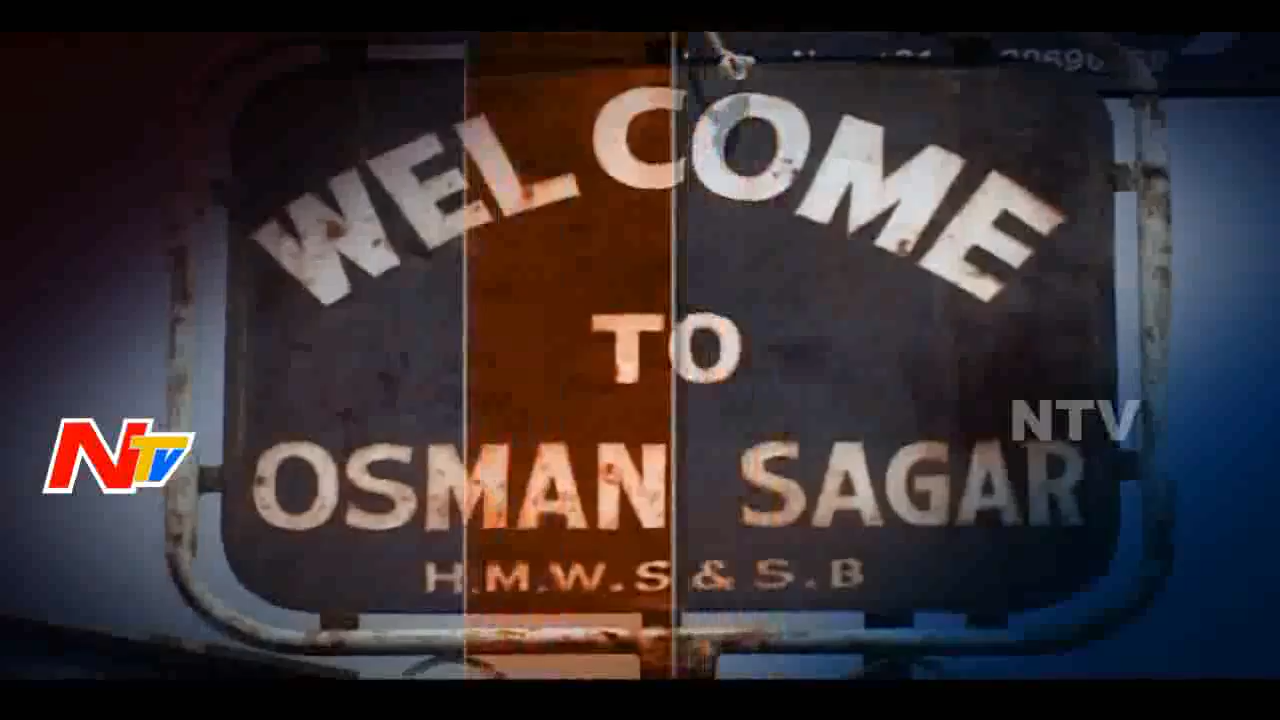 WELCOME
TO
OSMAN SAGAR
H.M.W.S & S.B
NTV
NTV